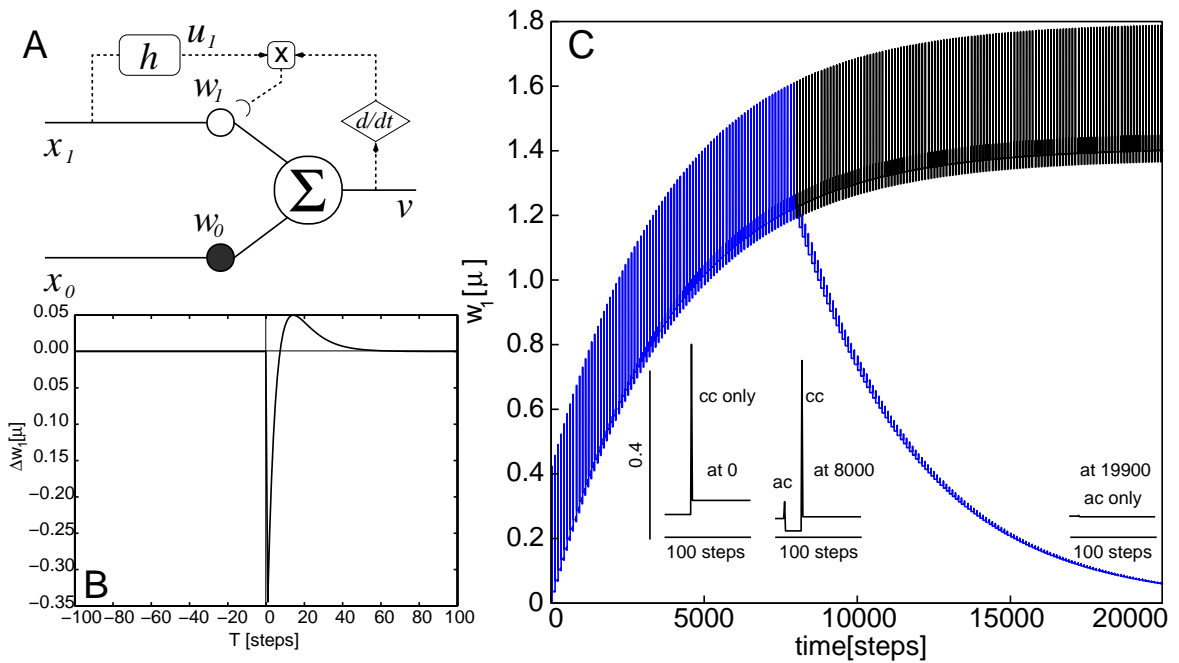 A
h
u1
x
w1
d/dt
x1
Σ
v
w0
x0
B
0.05
0.00
0.05
0.10
0.15
−0.20
−0.25
−0.30
−0.35
Δw1[μ]
−100 −80 −60 −40 −20 0 20 40 60 80 100
T [steps]
C
1.8
1.6
1.4
1.2
1.0
0.8
0.6
0.4
0.2
0
w1[μ]
0.4
cc only
at 0
100 steps
ac
cc
at 8000
100 steps
at 19900
ac only
100 steps
5000 10000 15000 20000
time[steps]